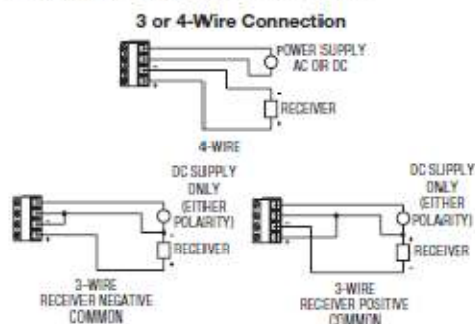 3 or 4-Wire Connection
POWER SUPPLY
AC OIR DC
-
-
RECEIVER
+
+
4-WIRE
DC SUPPLY
ONLY
(EITHER
POLARITY)
-
-
RECEIVER
+
+
3-WIRE
RECEIVER NEGATIVE
COMMON
DC SUPPLY
ONLY
(EITHER
POLARITY)
-
+
RECEIVER
+
-
3-WIRE
RECEIVER POSITIVE
COMMON